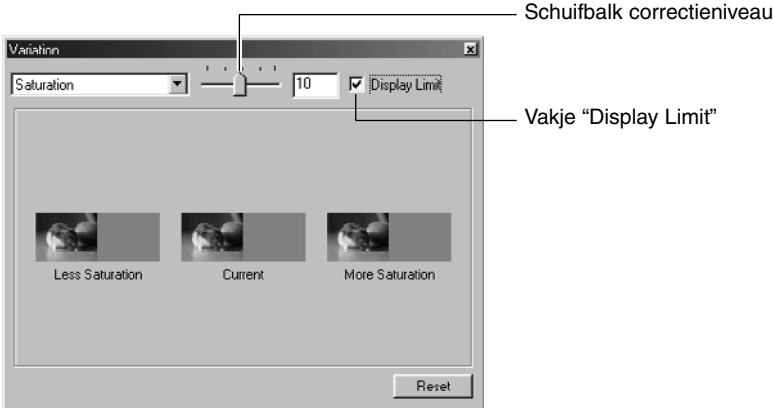 Schuifbalk correctieniveau
Variation
Saturation
10
Display Limit
Vakje “Display Limit”
Less Saturation
Current
More Saturation
Reset